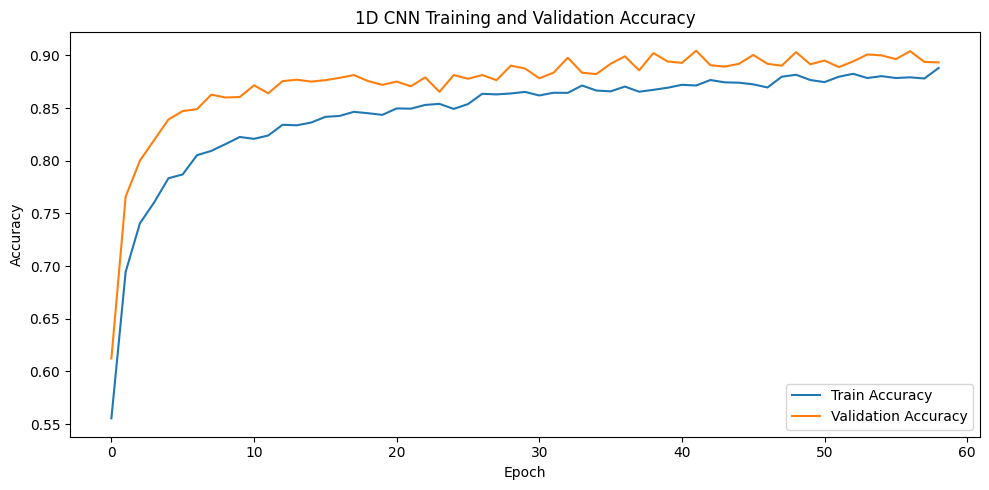 1D CNN Training and Validation Accuracy
0.90
0.85
0.80
0.75
0.70
0.65
0.60
0.55
Accuracy
Train Accuracy
Validation Accuracy
0 10 20 30 40 50 60
Epoch